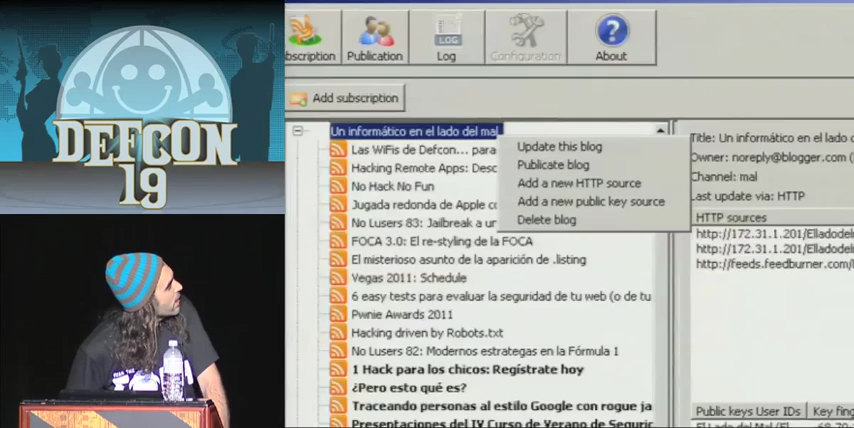 DEFCON
19
bscription
Publication
LOG
Log
Configuration
?
About
Add subscription
Un informático en el lado del mal
Las WiFis de Defcon... para
Hacking Remote Apps: Desc
No Hack No Fun
Jugada redonda de Apple co
No Lusers 83: Jailbreak a un
FOCA 3.0: El re-styling de la FOCA
El misterioso asunto de la aparición de .listing
Vegas 2011: Schedule
6 easy tests para evaluar la seguridad de tu web (o de tu
Pwnie Awards 2011
Hacking driven by Robots.txt
No Lusers 82: Modernos estrategas en la Fórmula 1
1 Hack para los chicos: Regístrate hoy
¿Pero esto qué es?
Traceando personas al estilo Google con rogue ja
Presentaciones del IV Curso de Verano de Seguric
Update this blog
Publicate blog
Add a new HTTP source
Add a new public key source
Delete blog
Title: Un informático en el lado d
Owner: noreply@blogger.com (
Channel: mal
Last update via: HTTP
HTTP sources
http://172.31.1.201/Elladodel
http://172.31.1.201/Elladodel
http://feeds.feedburner.com/
Public keys User IDs
Key fing